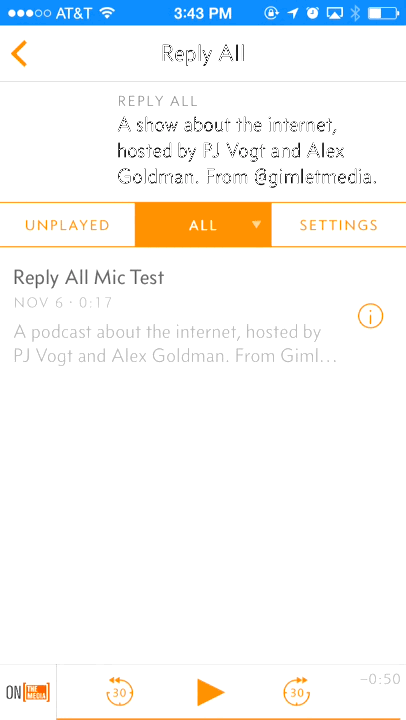 AT&T 3:43 PM
Reply All
REPLY ALL
A show about the internet,
hosted by PJ Vogt and Alex
Goldman. From @gimletmedia.
UNPLAYED ALL SETTINGS
Reply All Mic Test
NOV 6 · 0:17
A podcast about the internet, hosted by
PJ Vogt and Alex Goldman. From Giml...
ON THE MEDIA 30 30 −0:50